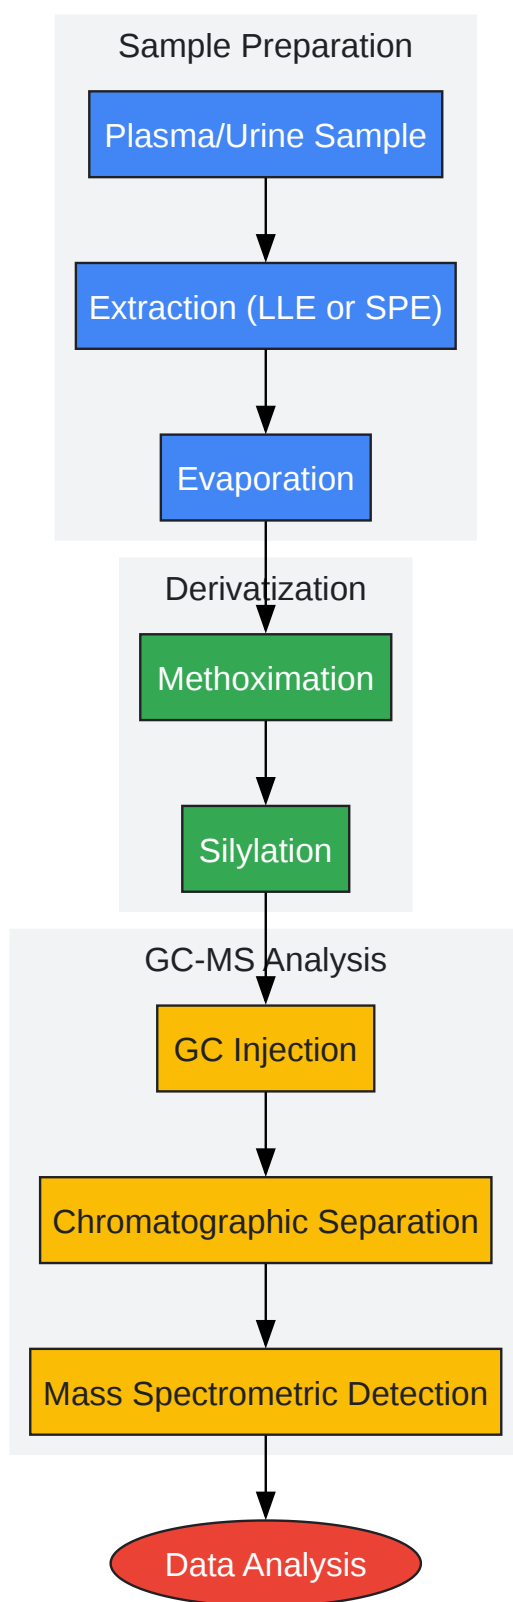 Sample Preparation
Plasma/Urine Sample
Extraction (LLE or SPE)
Evaporation
Derivatization
Methoximation
Silylation
GC-MS Analysis
GC Injection
Chromatographic Separation
Mass Spectrometric Detection
Data Analysis